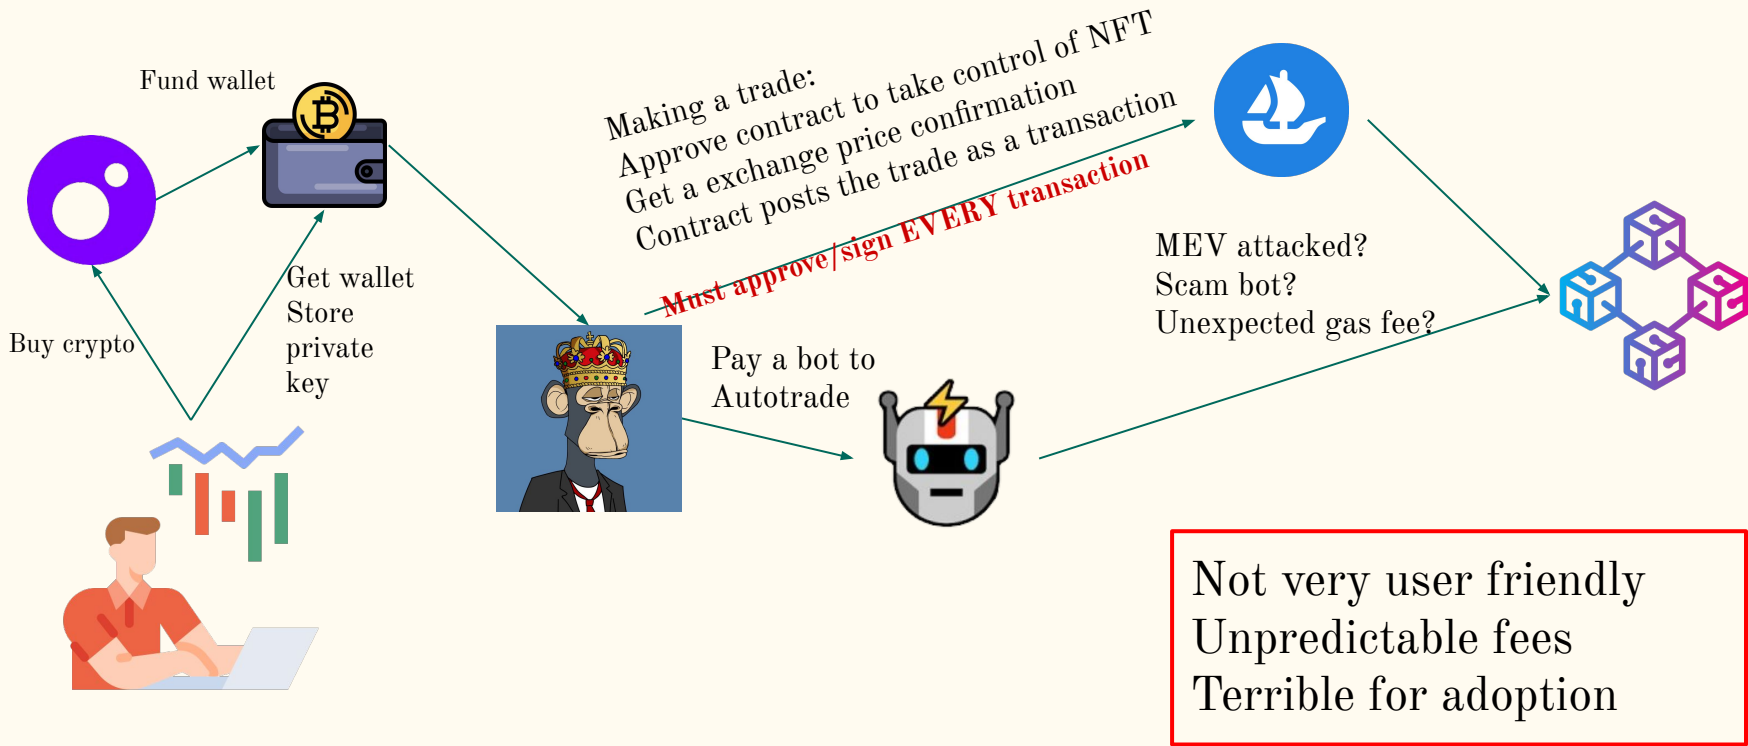 Fund wallet
Making a trade:
Approve contract to take control of NFT
Get a exchange price confirmation
Contract posts the trade as a transaction
Must approve/sign EVERY transaction
Get wallet
Store
private
key
Buy crypto
MEV attacked?
Scam bot?
Unexpected gas fee?
Pay a bot to
Autotrade
Not very user friendly
Unpredictable fees
Terrible for adoption